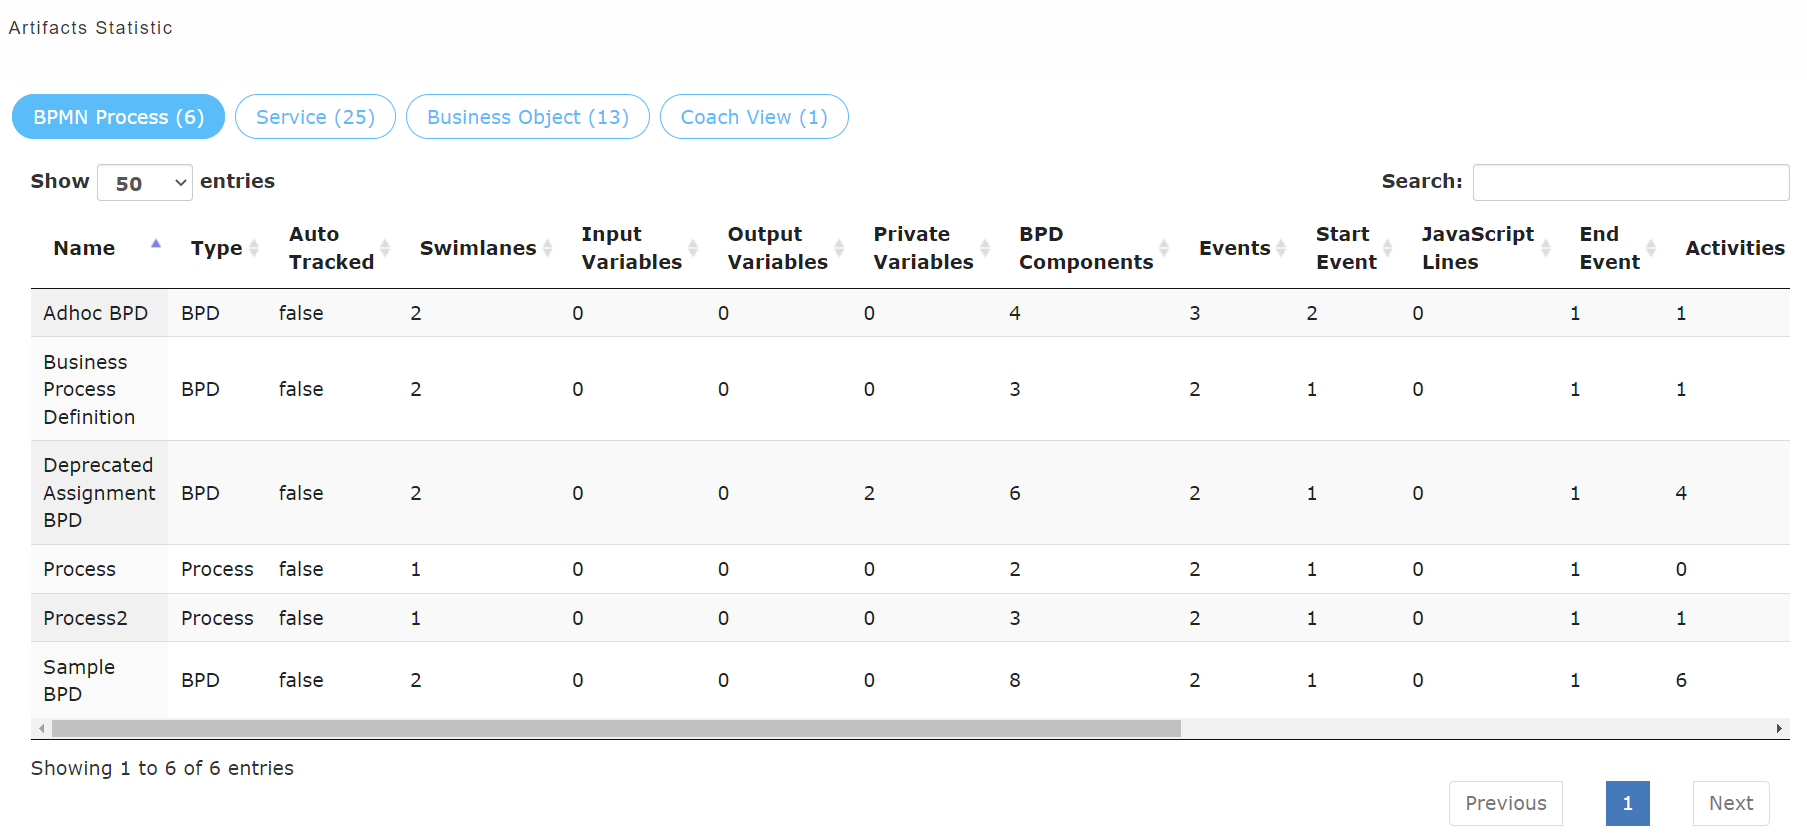 Artifacts Statistic
BPMN Process (6) Service (25) Business Object (13) Coach View (1)
Show 50 entries Search:
Name Type Auto Tracked Swimlanes Input Variables Output Variables Private Variables BPD Components Events Start Event JavaScript Lines End Event Activities
Adhoc BPD BPD false 2 0 0 0 4 3 2 0 1 1
Business Process Definition BPD false 2 0 0 0 3 2 1 0 1 1
Deprecated Assignment BPD BPD false 2 0 0 2 6 2 1 0 1 4
Process Process false 1 0 0 0 2 2 1 0 1 0
Process2 Process false 1 0 0 0 3 2 1 0 1 1
Sample BPD BPD false 2 0 0 0 8 2 1 0 1 6
Showing 1 to 6 of 6 entries
Previous 1 Next